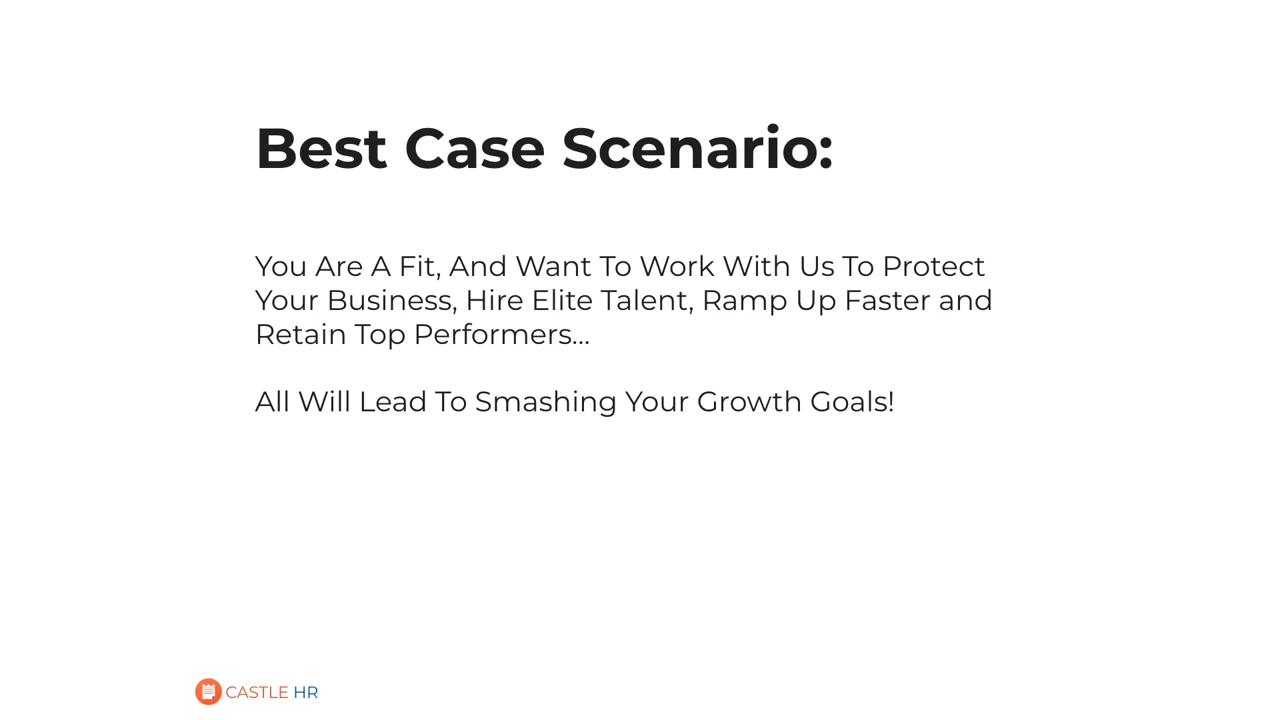 Best Case Scenario:
You Are A Fit, And Want To Work With Us To Protect
Your Business, Hire Elite Talent, Ramp Up Faster and
Retain Top Performers...
All Will Lead To Smashing Your Growth Goals!
CASTLE HR